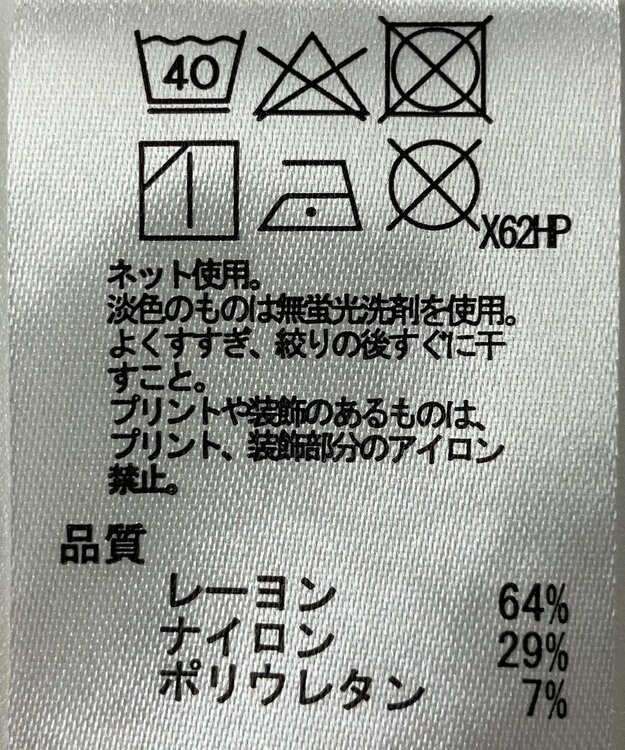 40
X62HP
ネット使用。
淡色のものは無蛍光洗剤を使用。
よくすすぎ、絞りの後すぐに干
すこと。
プリントや装飾のあるものは、
プリント、装飾部分のアイロン
禁止。
品質
レーヨン 64%
ナイロン 29%
ポリウレタン 7%